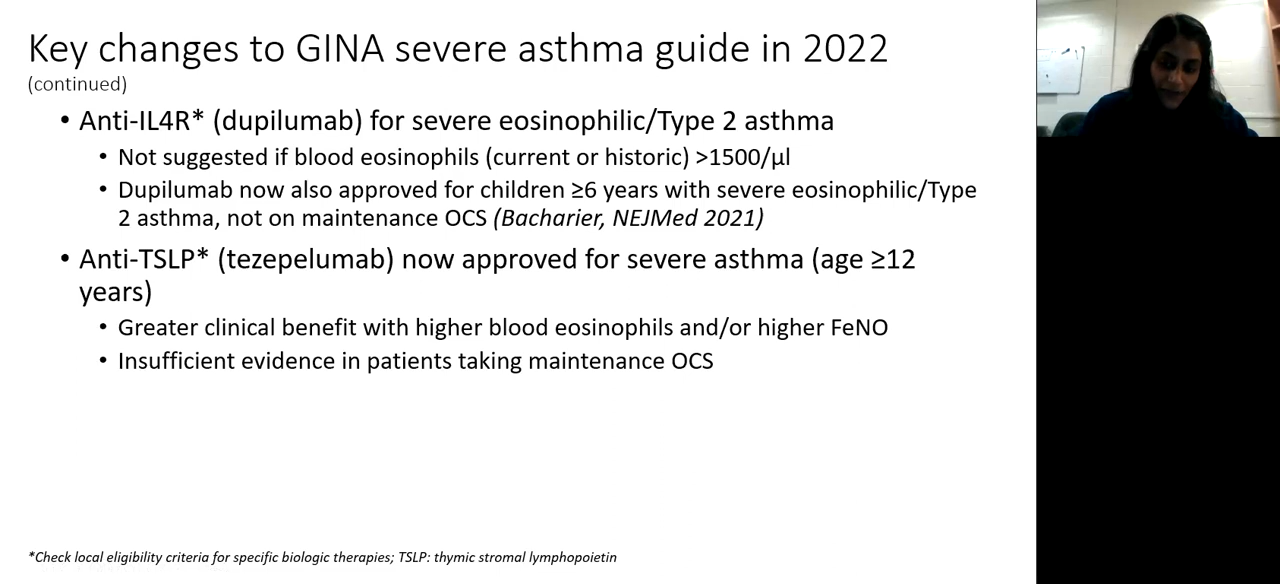 Key changes to GINA severe asthma guide in 2022
(continued)
• Anti-IL4R* (dupilumab) for severe eosinophilic/Type 2 asthma
• Not suggested if blood eosinophils (current or historic) >1500/µl
• Dupilumab now also approved for children ≥6 years with severe eosinophilic/Type
2 asthma, not on maintenance OCS (Bacharier, NEJMed 2021)
• Anti-TSLP* (tezepelumab) now approved for severe asthma (age ≥12
years)
• Greater clinical benefit with higher blood eosinophils and/or higher FeNO
• Insufficient evidence in patients taking maintenance OCS
*Check local eligibility criteria for specific biologic therapies; TSLP: thymic stromal lymphopoietin